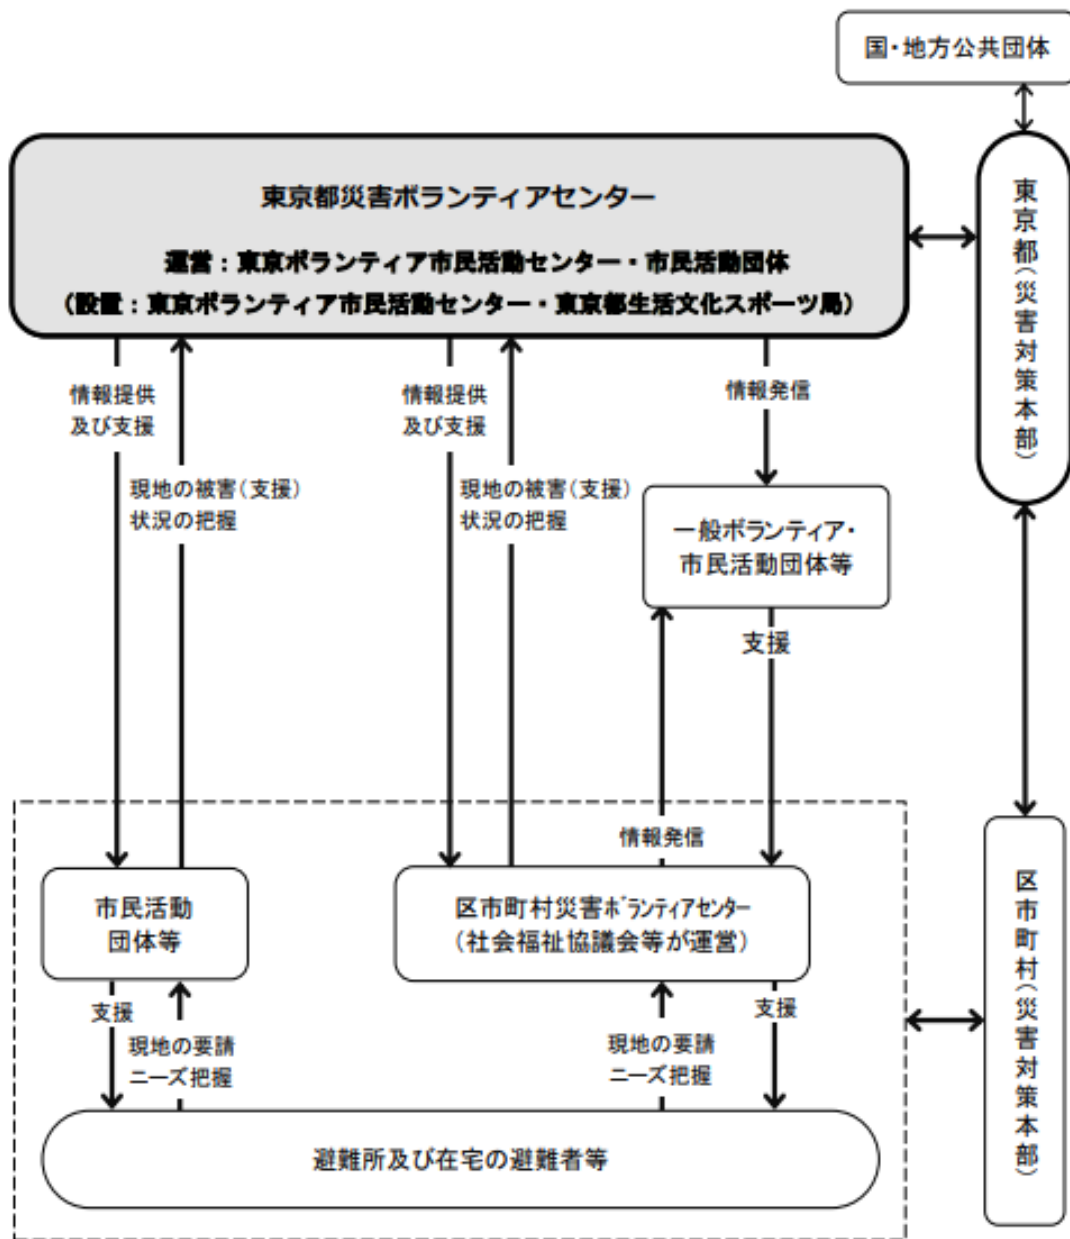 国・地方公共団体
東京都災害ボランティアセンター
運営：東京ボランティア市民活動センター・市民活動団体
（設置：東京ボランティア市民活動センター・東京都生活文化スポーツ局）
東京都（災害対策本部）
情報提供
及び支援
現地の被害（支援）
状況の把握
情報提供
及び支援
現地の被害（支援）
状況の把握
情報発信
一般ボランティア・
市民活動団体等
支援
情報発信
市民活動
団体等
区市町村災害ﾎﾞﾗﾝﾃｨｱｾﾝﾀｰ
（社会福祉協議会等が運営）
区市町村（災害対策本部）
支援
現地の要請
ニーズ把握
現地の要請
ニーズ把握
支援
避難所及び在宅の避難者等